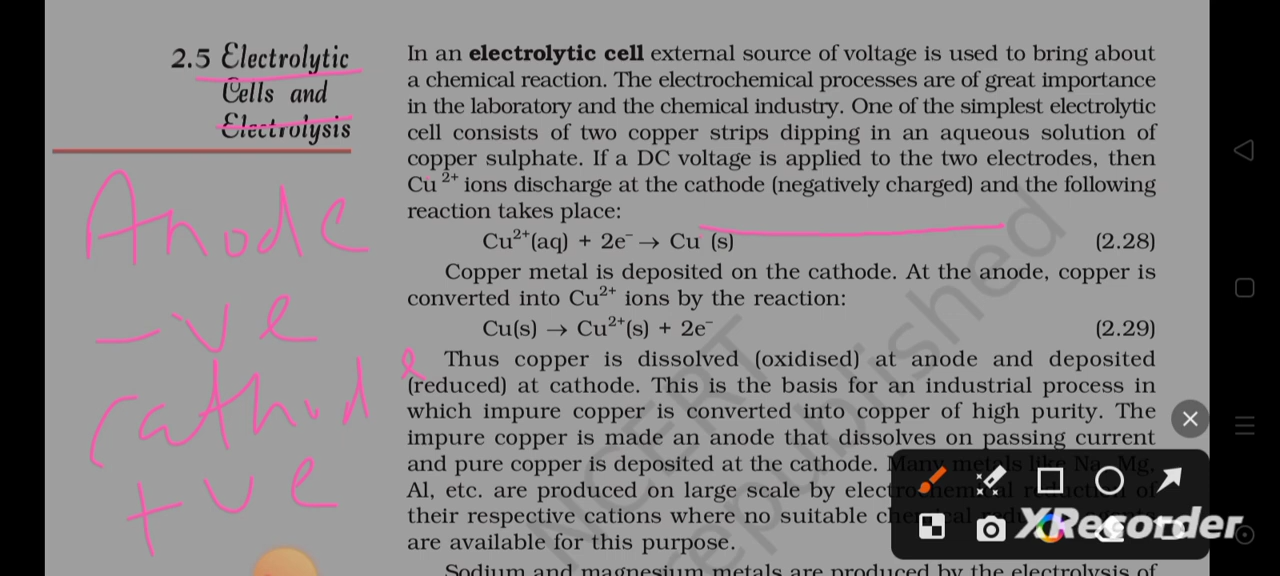 2.5 Electrolytic
Cells and
Electrolysis
Anode
-ve
cathode
+ve
In an electrolytic cell external source of voltage is used to bring about
a chemical reaction. The electrochemical processes are of great importance
in the laboratory and the chemical industry. One of the simplest electrolytic
cell consists of two copper strips dipping in an aqueous solution of
copper sulphate. If a DC voltage is applied to the two electrodes, then
Cu²⁺ ions discharge at the cathode (negatively charged) and the following
reaction takes place:
Cu²⁺(aq) + 2e⁻ → Cu (s) (2.28)
Copper metal is deposited on the cathode. At the anode, copper is
converted into Cu²⁺ ions by the reaction:
Cu(s) → Cu²⁺(s) + 2e⁻ (2.29)
Thus copper is dissolved (oxidised) at anode and deposited
(reduced) at cathode. This is the basis for an industrial process in
which impure copper is converted into copper of high purity. The
impure copper is made an anode that dissolves on passing current
and pure copper is deposited at the cathode. Many metals like Na, Mg,
Al, etc. are produced on large scale by electrochemical reduction of
their respective cations where no suitable chemical
are available for this purpose.
Sodium and magnesium metals are produced by the electrolysis of
NCERT
republished
XRecorder